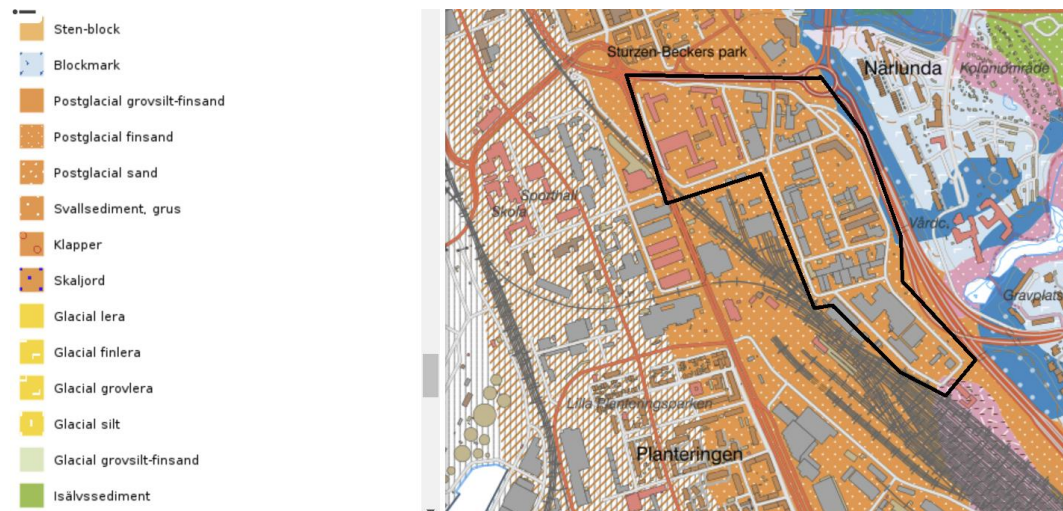 Sten-block
Blockmark
Postglacial grovsilt-finsand
Postglacial finsand
Postglacial sand
Svallsediment, grus
Klapper
Skaljord
Glacial lera
Glacial finlera
Glacial grovlera
Glacial silt
Glacial grovsilt-finsand
Isälvssediment
Sturzen-Beckers park
Närlunda
Koloniområde
Sporthall
Skola
Vårdc.
Gravplats
Lilla Planteringsparken
Planteringen